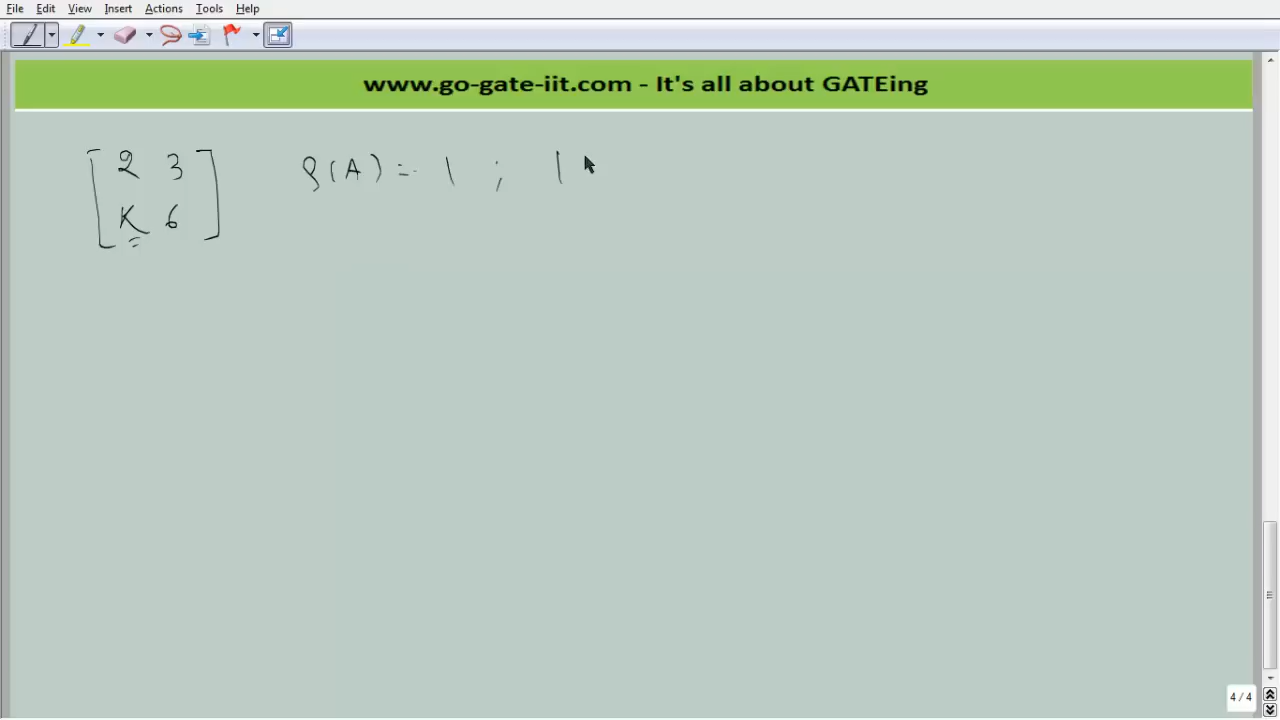 File Edit View Insert Actions Tools Help
www.go-gate-iit.com - It's all about GATEing
2 3 ρ(A) = 1 ; |
K 6
4 / 4